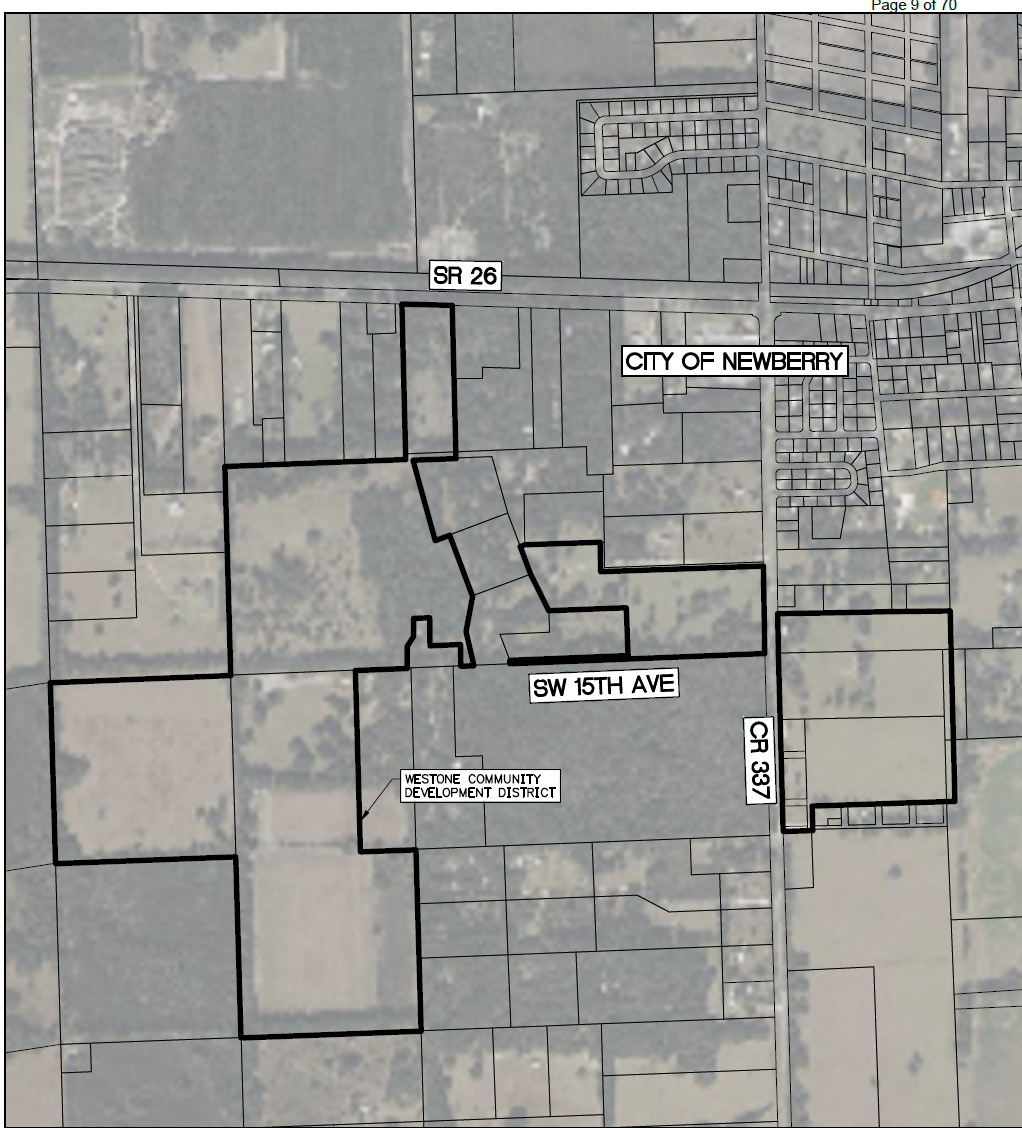 Page 9 of 70
SR 26
CITY OF NEWBERRY
SW 15TH AVE
CR 337
WESTONE COMMUNITY
DEVELOPMENT DISTRICT